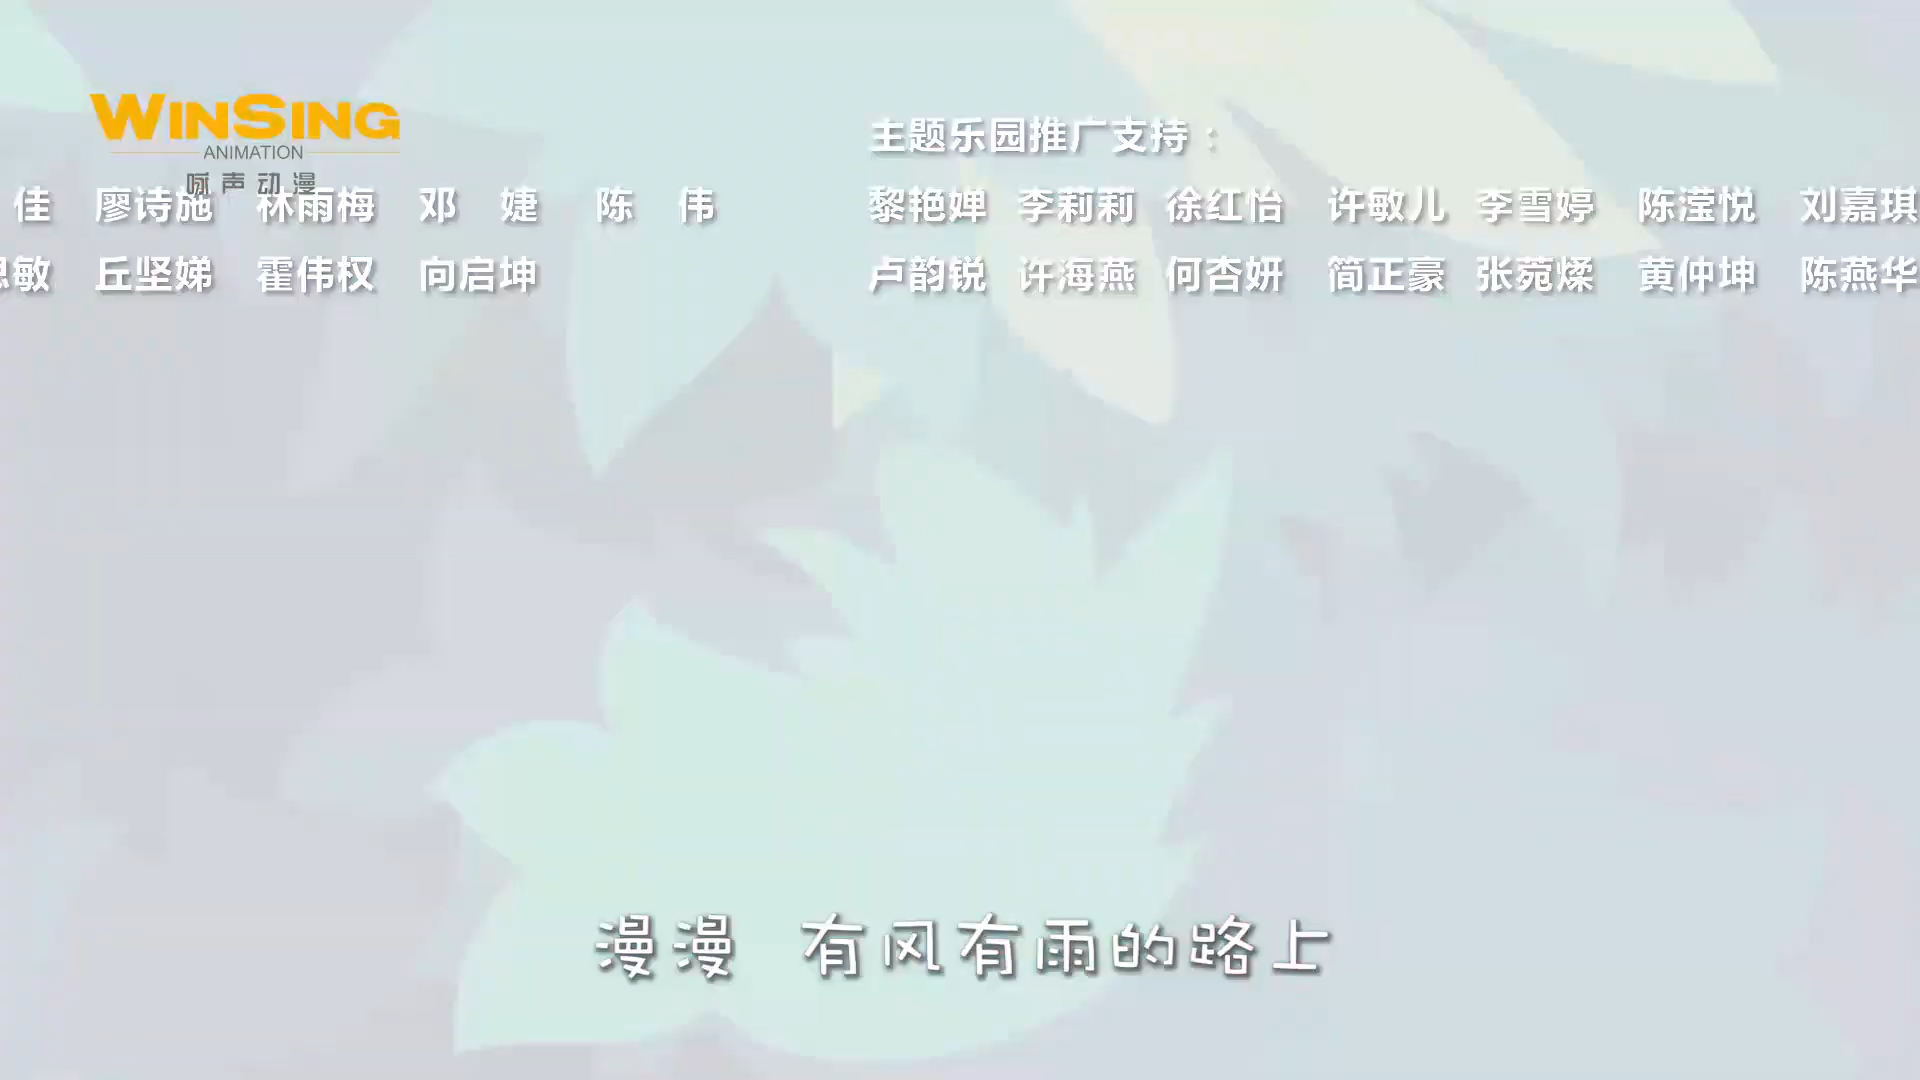 WINSING
ANIMATION
咏声动漫
主题乐园推广支持：
佳 廖诗施 林雨梅 邓 婕 陈 伟 黎艳婵 李莉莉 徐红怡 许敏儿 李雪婷 陈滢悦 刘嘉琪
思敏 丘坚娣 霍伟权 向启坤 卢韵锐 许海燕 何杏妍 简正豪 张菀燦 黄仲坤 陈燕华
漫漫 有风有雨的路上